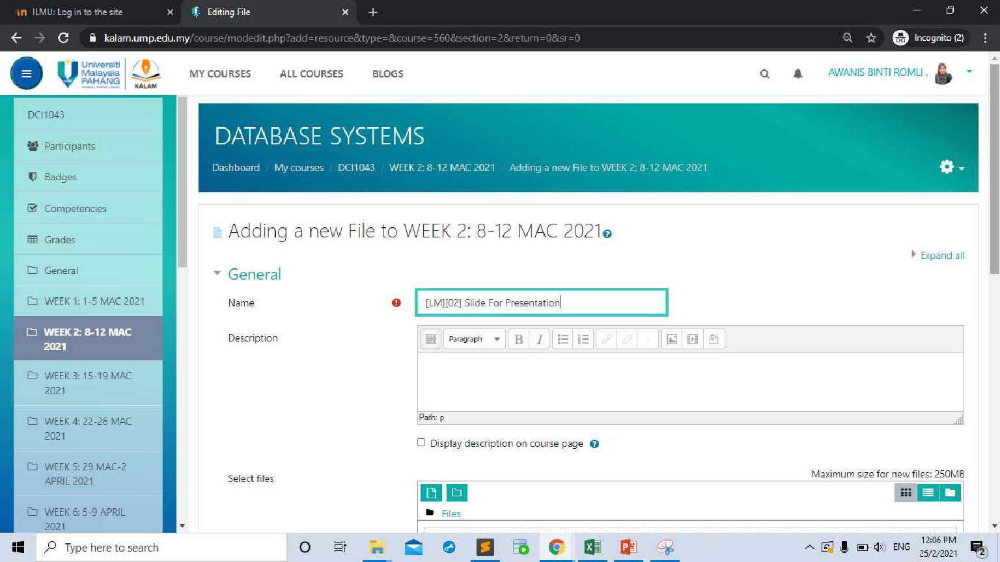 ILMU: Log in to the site
Editing File
kalam.ump.edu.my/course/modedit.php?add=resource&type=&course=560&section=2&return=0&sr=0
Incognito (2)
Universiti
Malaysia
PAHANG
KALAM
MY COURSES
ALL COURSES
BLOGS
AWANIS BINTI ROMLI .
DCI1043
Participants
Badges
Competencies
Grades
General
WEEK 1: 1-5 MAC 2021
WEEK 2: 8-12 MAC
2021
WEEK 3: 15-19 MAC
2021
WEEK 4: 22-26 MAC
2021
WEEK 5: 29 MAC-2
APRIL 2021
WEEK 6: 5-9 APRIL
2021
DATABASE SYSTEMS
Dashboard / My courses / DCI1043 / WEEK 2: 8-12 MAC 2021 / Adding a new File to WEEK 2: 8-12 MAC 2021
Adding a new File to WEEK 2: 8-12 MAC 2021
Expand all
General
Name
[LM][02] Slide For Presentation
Description
Paragraph
B I
Path: p
Display description on course page
Select files
Maximum size for new files: 250MB
Files
Type here to search
ENG
12:06 PM
25/2/2021
2